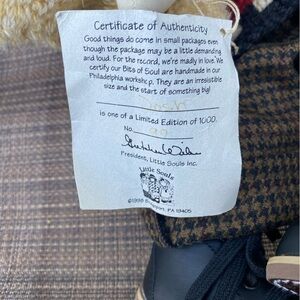 Certificate of Authenticity
Good things do come in small packages even
though the package may be a little demanding
and loud. For the record, we're madly in love. We
certify our Bits of Soul are handmade in our
Philadelphia workshop. They are an irresistible
size and the start of something big!
is one of a Limited Edition of 1000.
No.
President, Little Souls Inc.
Little Souls
PA 19405